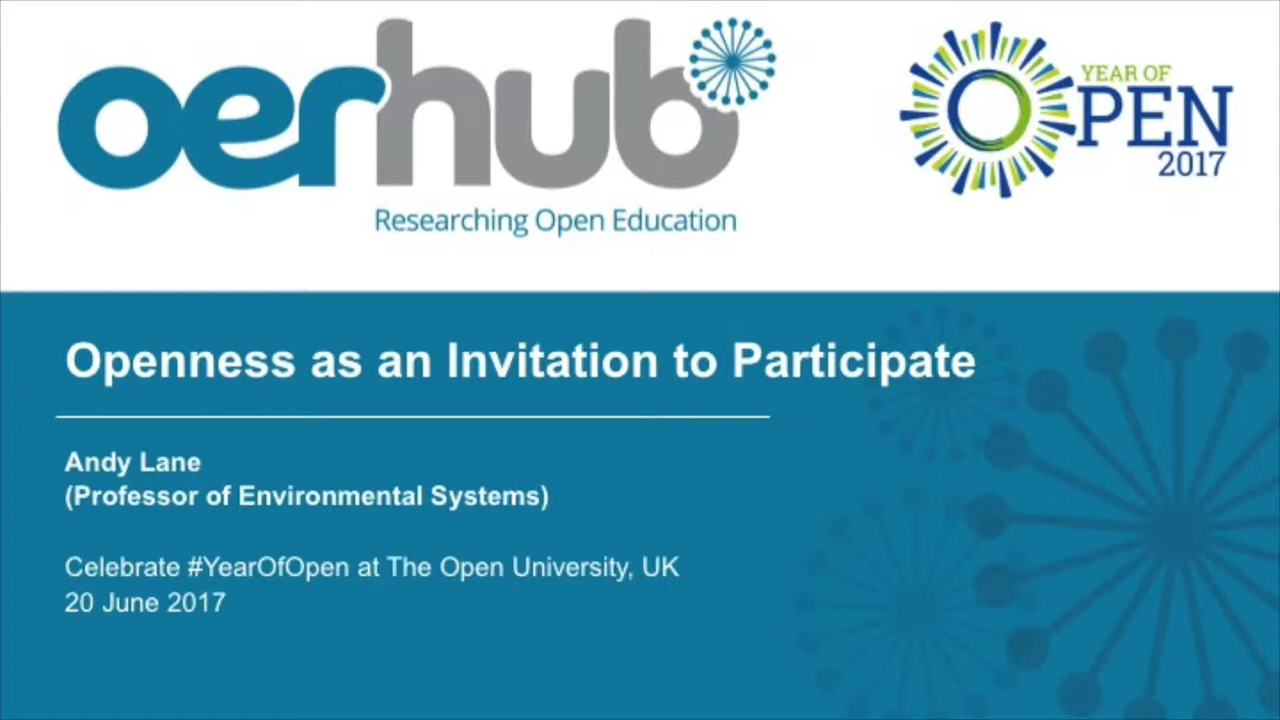 oerhub
Researching Open Education
YEAR OF
OPEN
2017
Openness as an Invitation to Participate
Andy Lane
(Professor of Environmental Systems)
Celebrate #YearOfOpen at The Open University, UK
20 June 2017